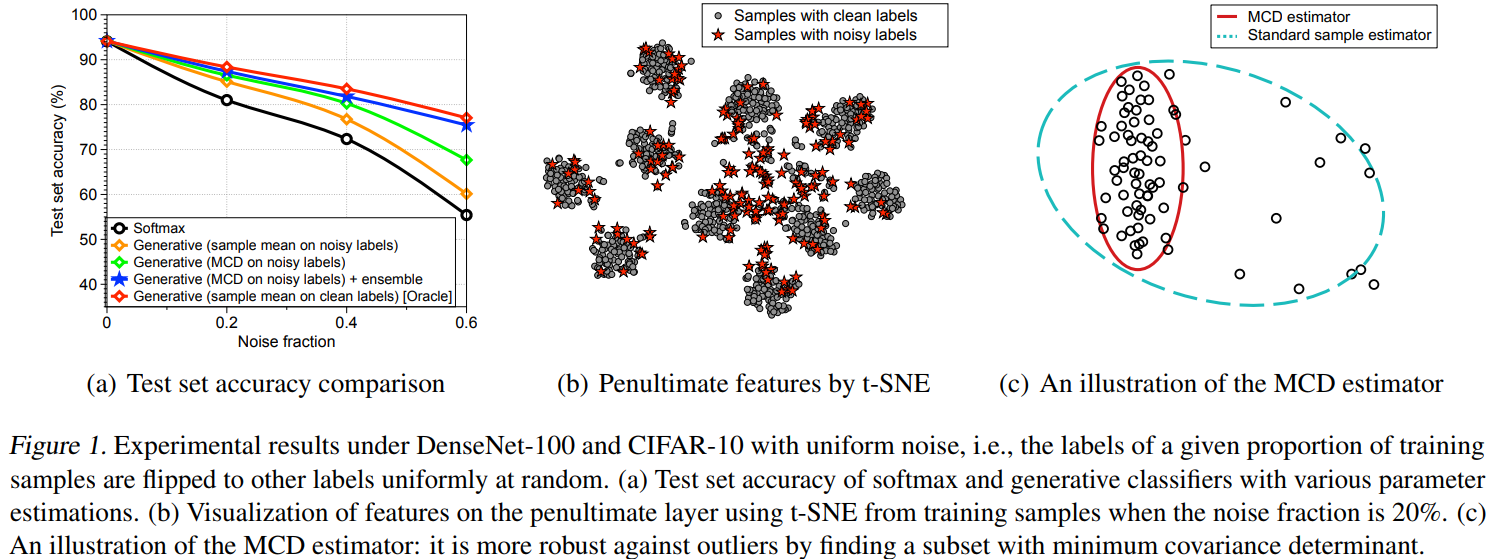 100
90
80
70
60
50
40
Test set accuracy (%)
0
0.2
0.4
0.6
Noise fraction
Softmax
Generative (sample mean on noisy labels)
Generative (MCD on noisy labels)
Generative (MCD on noisy labels) + ensemble
Generative (sample mean on clean labels) [Oracle]
(a) Test set accuracy comparison
Samples with clean labels
Samples with noisy labels
(b) Penultimate features by t-SNE
MCD estimator
Standard sample estimator
(c) An illustration of the MCD estimator
Figure 1. Experimental results under DenseNet-100 and CIFAR-10 with uniform noise, i.e., the labels of a given proportion of training
samples are flipped to other labels uniformly at random. (a) Test set accuracy of softmax and generative classifiers with various parameter
estimations. (b) Visualization of features on the penultimate layer using t-SNE from training samples when the noise fraction is 20%. (c)
An illustration of the MCD estimator: it is more robust against outliers by finding a subset with minimum covariance determinant.